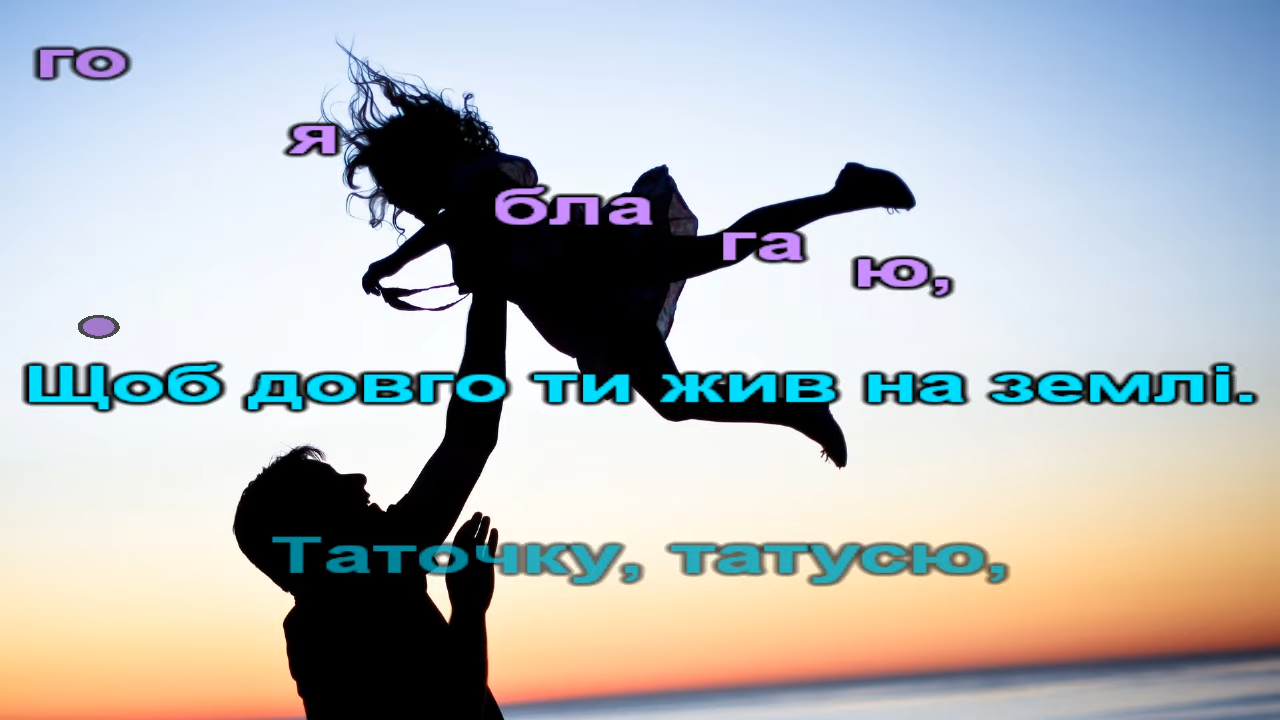 го я бла га ю,
Щоб довго ти жив на землі.
Таточку, татусю,